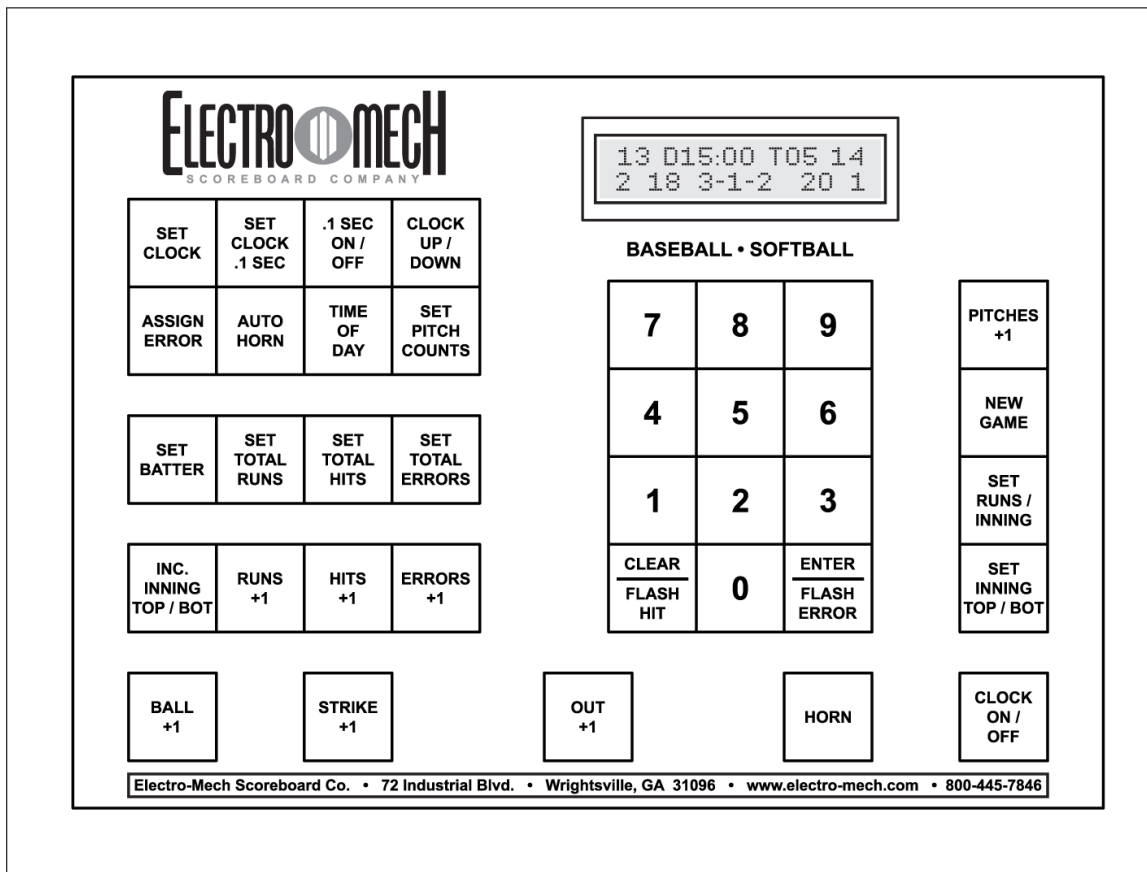 ELECTRO MECH
SCOREBOARD COMPANY
13 D15:00 T05 14
2 18 3-1-2 20 1
BASEBALL • SOFTBALL
SET
CLOCK
SET
CLOCK
.1 SEC
.1 SEC
ON /
OFF
CLOCK
UP /
DOWN
ASSIGN
ERROR
AUTO
HORN
TIME
OF
DAY
SET
PITCH
COUNTS
SET
BATTER
SET
TOTAL
RUNS
SET
TOTAL
HITS
SET
TOTAL
ERRORS
INC.
INNING
TOP / BOT
RUNS
+1
HITS
+1
ERRORS
+1
7
8
9
4
5
6
1
2
3
CLEAR
FLASH
HIT
0
ENTER
FLASH
ERROR
PITCHES
+1
NEW
GAME
SET
RUNS /
INNING
SET
INNING
TOP / BOT
BALL
+1
STRIKE
+1
OUT
+1
HORN
CLOCK
ON /
OFF
Electro-Mech Scoreboard Co. • 72 Industrial Blvd. • Wrightsville, GA 31096 • www.electro-mech.com • 800-445-7846